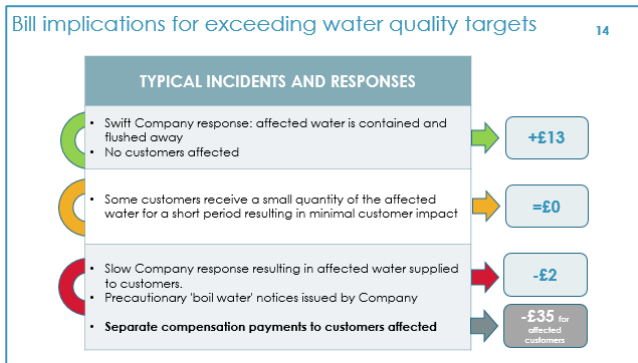 Bill implications for exceeding water quality targets
14
TYPICAL INCIDENTS AND RESPONSES
• Swift Company response: affected water is contained and
flushed away
• No customers affected
+£13
• Some customers receive a small quantity of the affected
water for a short period resulting in minimal customer impact
=£0
• Slow Company response resulting in affected water supplied
to customers.
• Precautionary 'boil water' notices issued by Company
-£2
• Separate compensation payments to customers affected
-£35 for
affected
customers